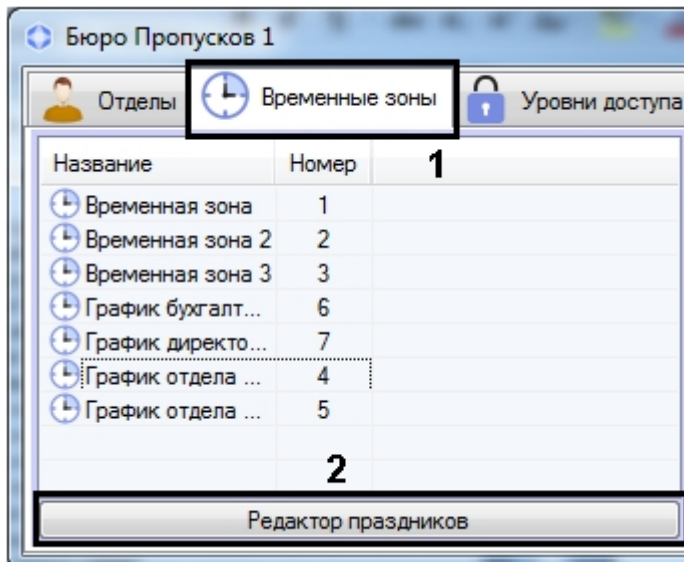 Бюро Пропусков 1
Отделы Временные зоны Уровни доступа
1
Название Номер
Временная зона 1
Временная зона 2 2
Временная зона 3 3
График бухгалт... 6
График директо... 7
График отдела ... 4
График отдела ... 5
2
Редактор праздников